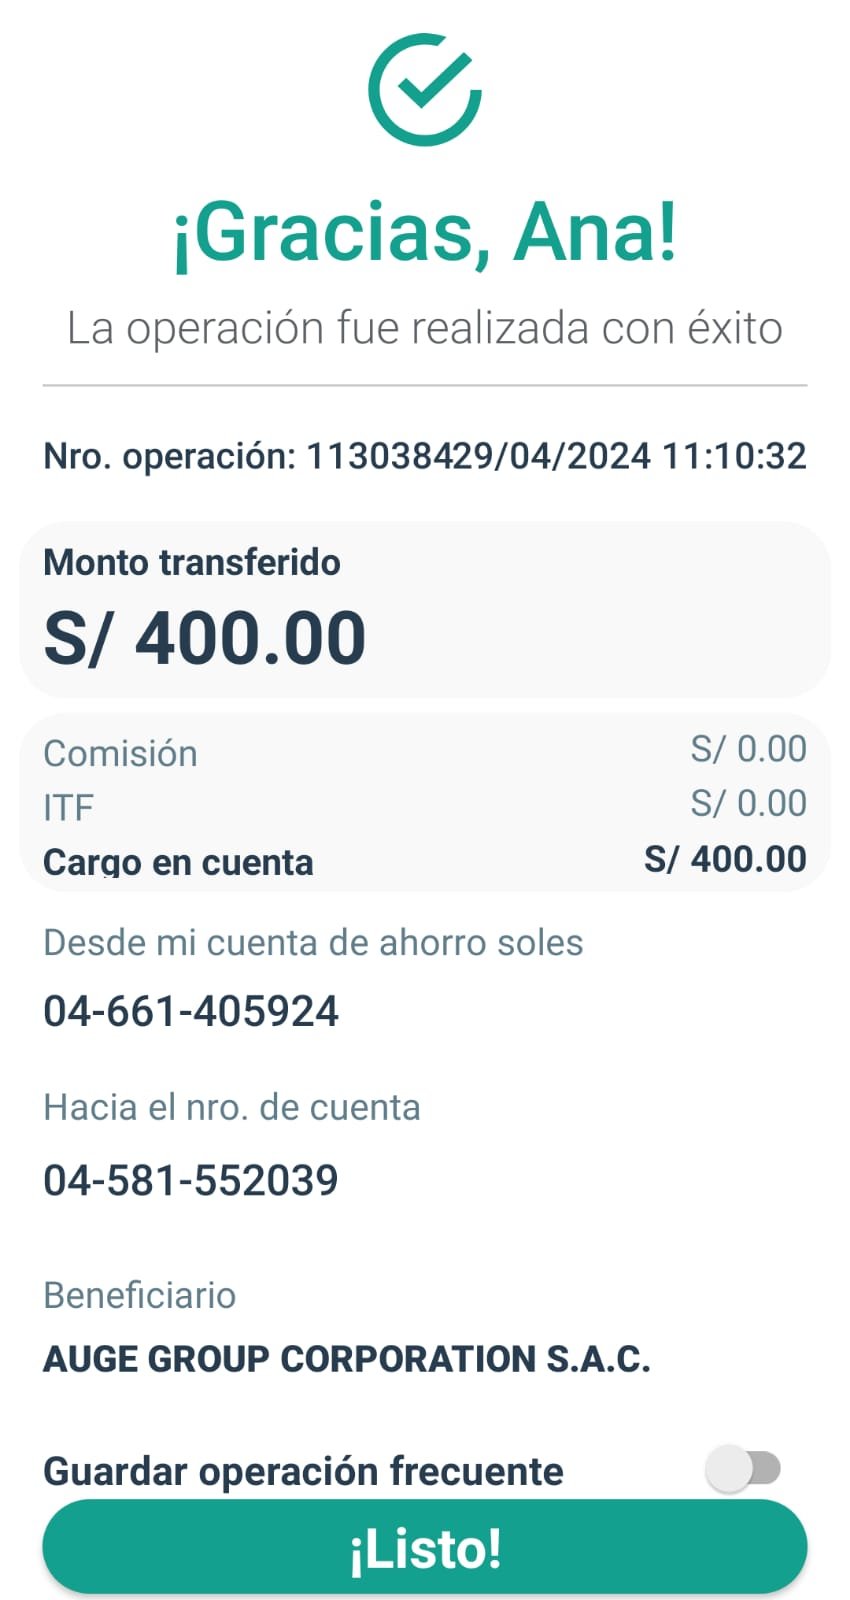 ¡Gracias, Ana!
La operación fue realizada con éxito
Nro. operación: 113038429/04/2024 11:10:32
Monto transferido
S/ 400.00
Comisión S/ 0.00
ITF S/ 0.00
Cargo en cuenta S/ 400.00
Desde mi cuenta de ahorro soles
04-661-405924
Hacia el nro. de cuenta
04-581-552039
Beneficiario
AUGE GROUP CORPORATION S.A.C.
Guardar operación frecuente
¡Listo!